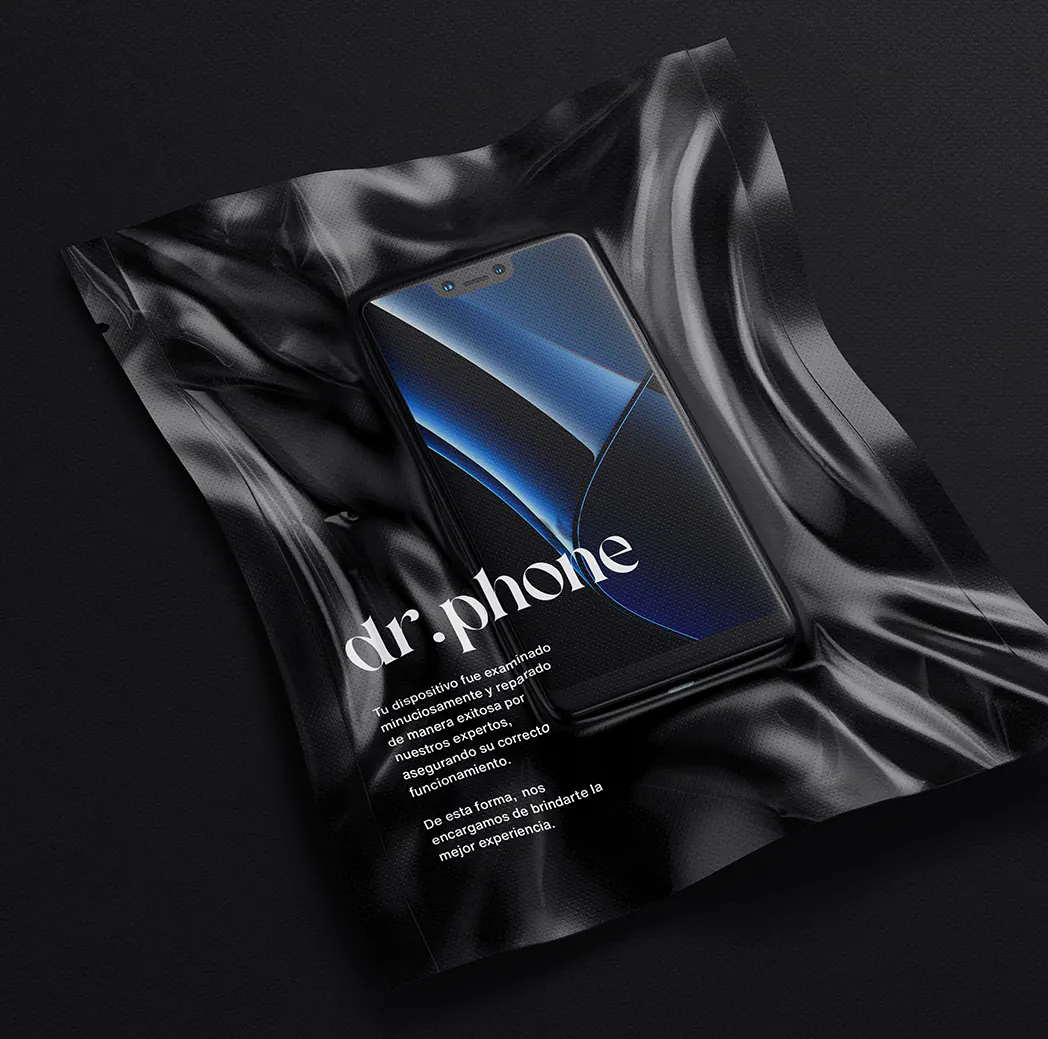 dr.phone
Tu dispositivo fue examinado
minuciosamente y reparado
de manera exitosa por
nuestros expertos,
asegurando su correcto
funcionamiento.
De esta forma, nos
encargamos de brindarte la
mejor experiencia.